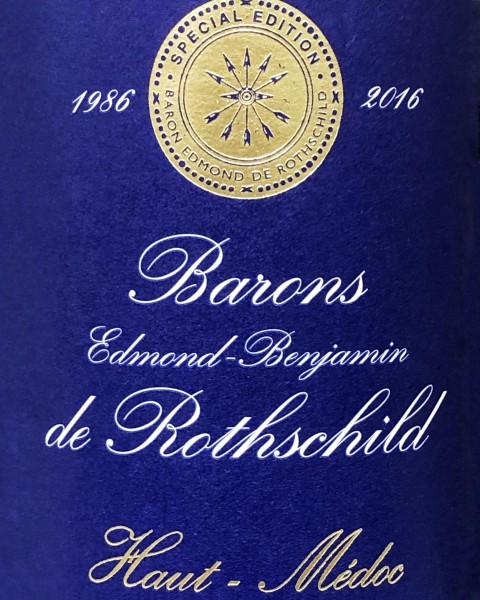 SPECIAL EDITION
BARON EDMOND DE ROTHSCHILD
1986
2016
Barons
Edmond-Benjamin
de Rothschild
Haut - Médoc